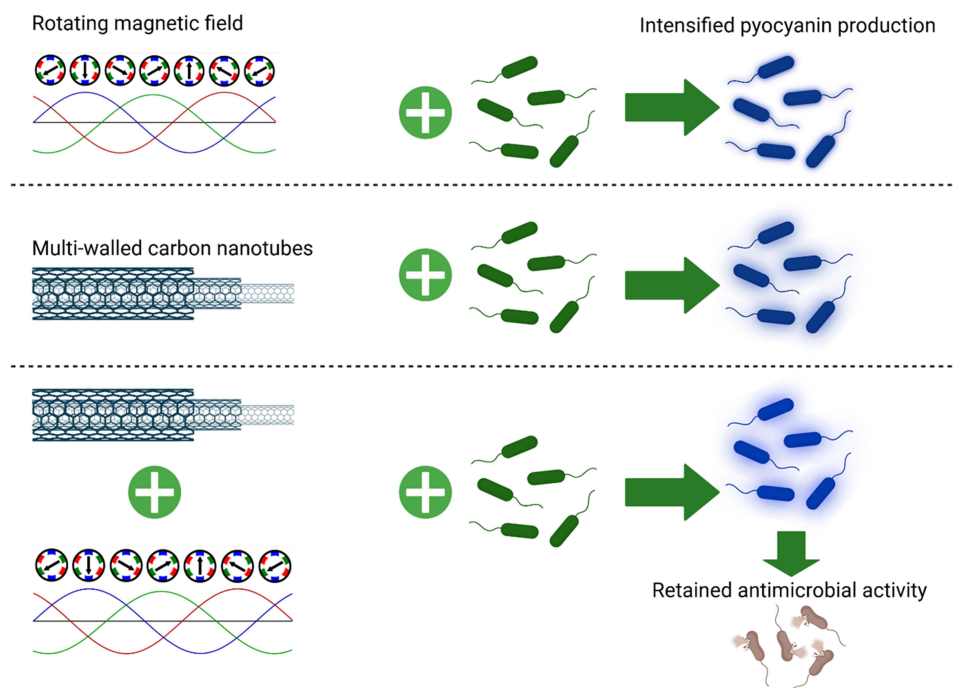 Rotating magnetic field
Intensified pyocyanin production
Multi-walled carbon nanotubes
Retained antimicrobial activity